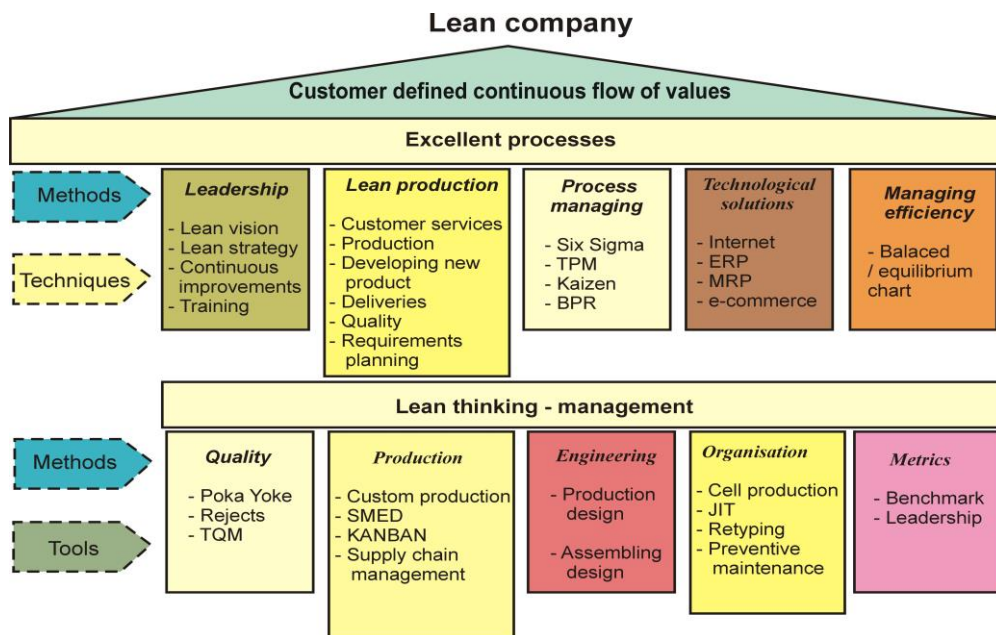 Lean company
Customer defined continuous flow of values
Excellent processes
Methods
Techniques
Leadership
- Lean vision
- Lean strategy
- Continuous
improvements
- Training
Lean production
- Customer services
- Production
- Developing new
product
- Deliveries
- Quality
- Requirements
planning
Process
managing
- Six Sigma
- TPM
- Kaizen
- BPR
Technological
solutions
- Internet
- ERP
- MRP
- e-commerce
Managing
efficiency
- Balaced
/ equilibrium
chart
Lean thinking - management
Methods
Tools
Quality
- Poka Yoke
- Rejects
- TQM
Production
- Custom production
- SMED
- KANBAN
- Supply chain
management
Engineering
- Production
design
- Assembling
design
Organisation
- Cell production
- JIT
- Retyping
- Preventive
maintenance
Metrics
- Benchmark
- Leadership